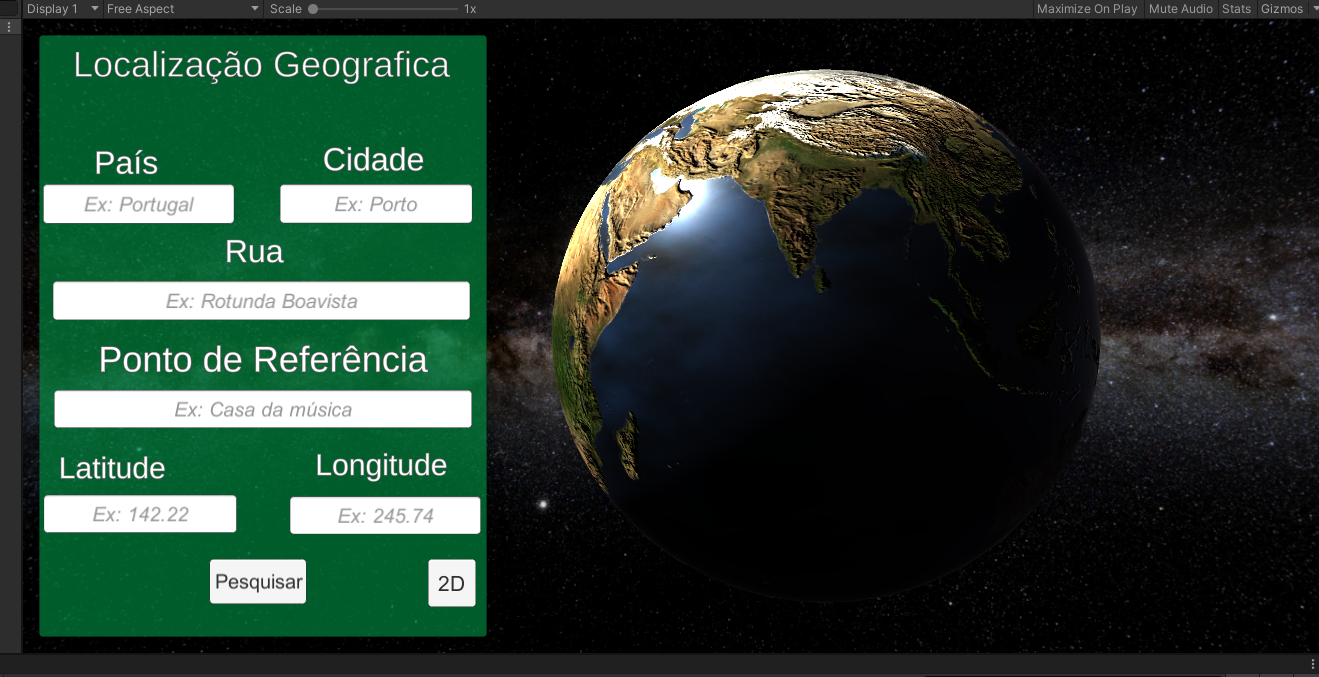 Display 1 Free Aspect Scale 1x Maximize On Play Mute Audio Stats Gizmos
Localização Geografica
País Cidade
Ex: Portugal Ex: Porto
Rua
Ex: Rotunda Boavista
Ponto de Referência
Ex: Casa da música
Latitude Longitude
Ex: 142.22 Ex: 245.74
Pesquisar 2D